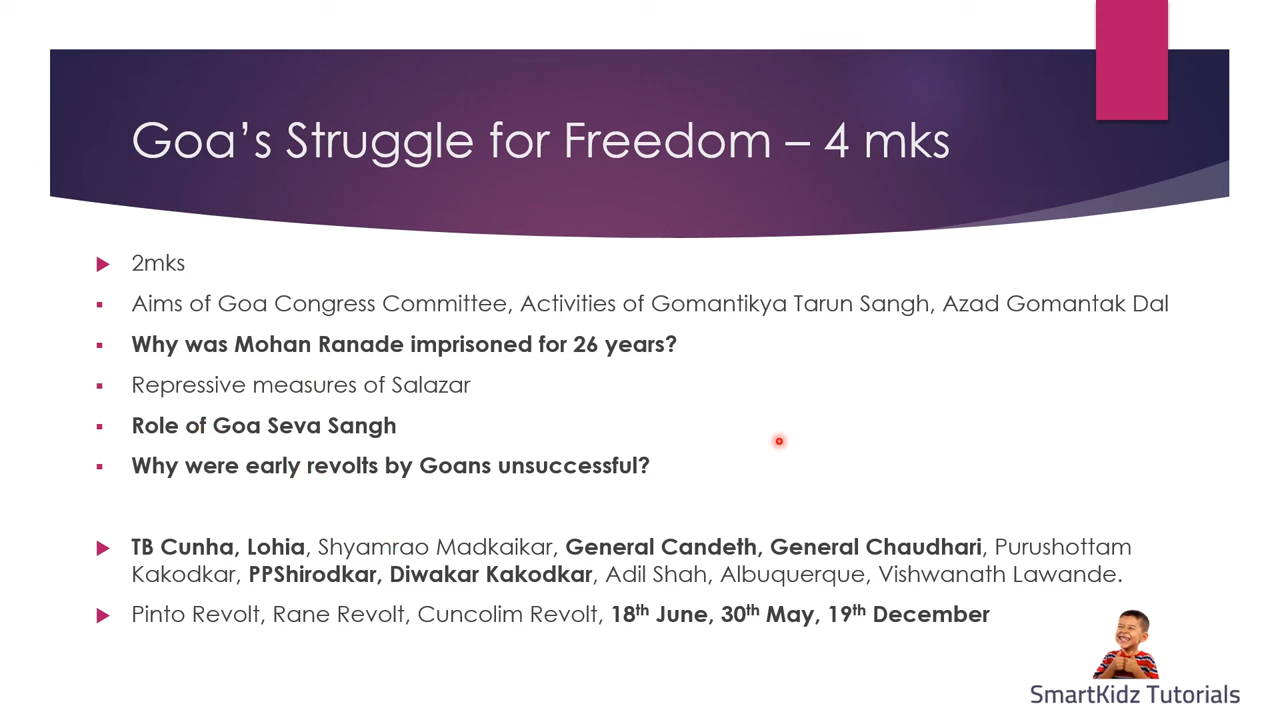 Goa’s Struggle for Freedom – 4 mks
2mks
Aims of Goa Congress Committee, Activities of Gomantikya Tarun Sangh, Azad Gomantak Dal
Why was Mohan Ranade imprisoned for 26 years?
Repressive measures of Salazar
Role of Goa Seva Sangh
Why were early revolts by Goans unsuccessful?
TB Cunha, Lohia, Shyamrao Madkaikar, General Candeth, General Chaudhari, Purushottam
Kakodkar, PPShirodkar, Diwakar Kakodkar, Adil Shah, Albuquerque, Vishwanath Lawande.
Pinto Revolt, Rane Revolt, Cuncolim Revolt, 18th June, 30th May, 19th December
SmartKidz Tutorials